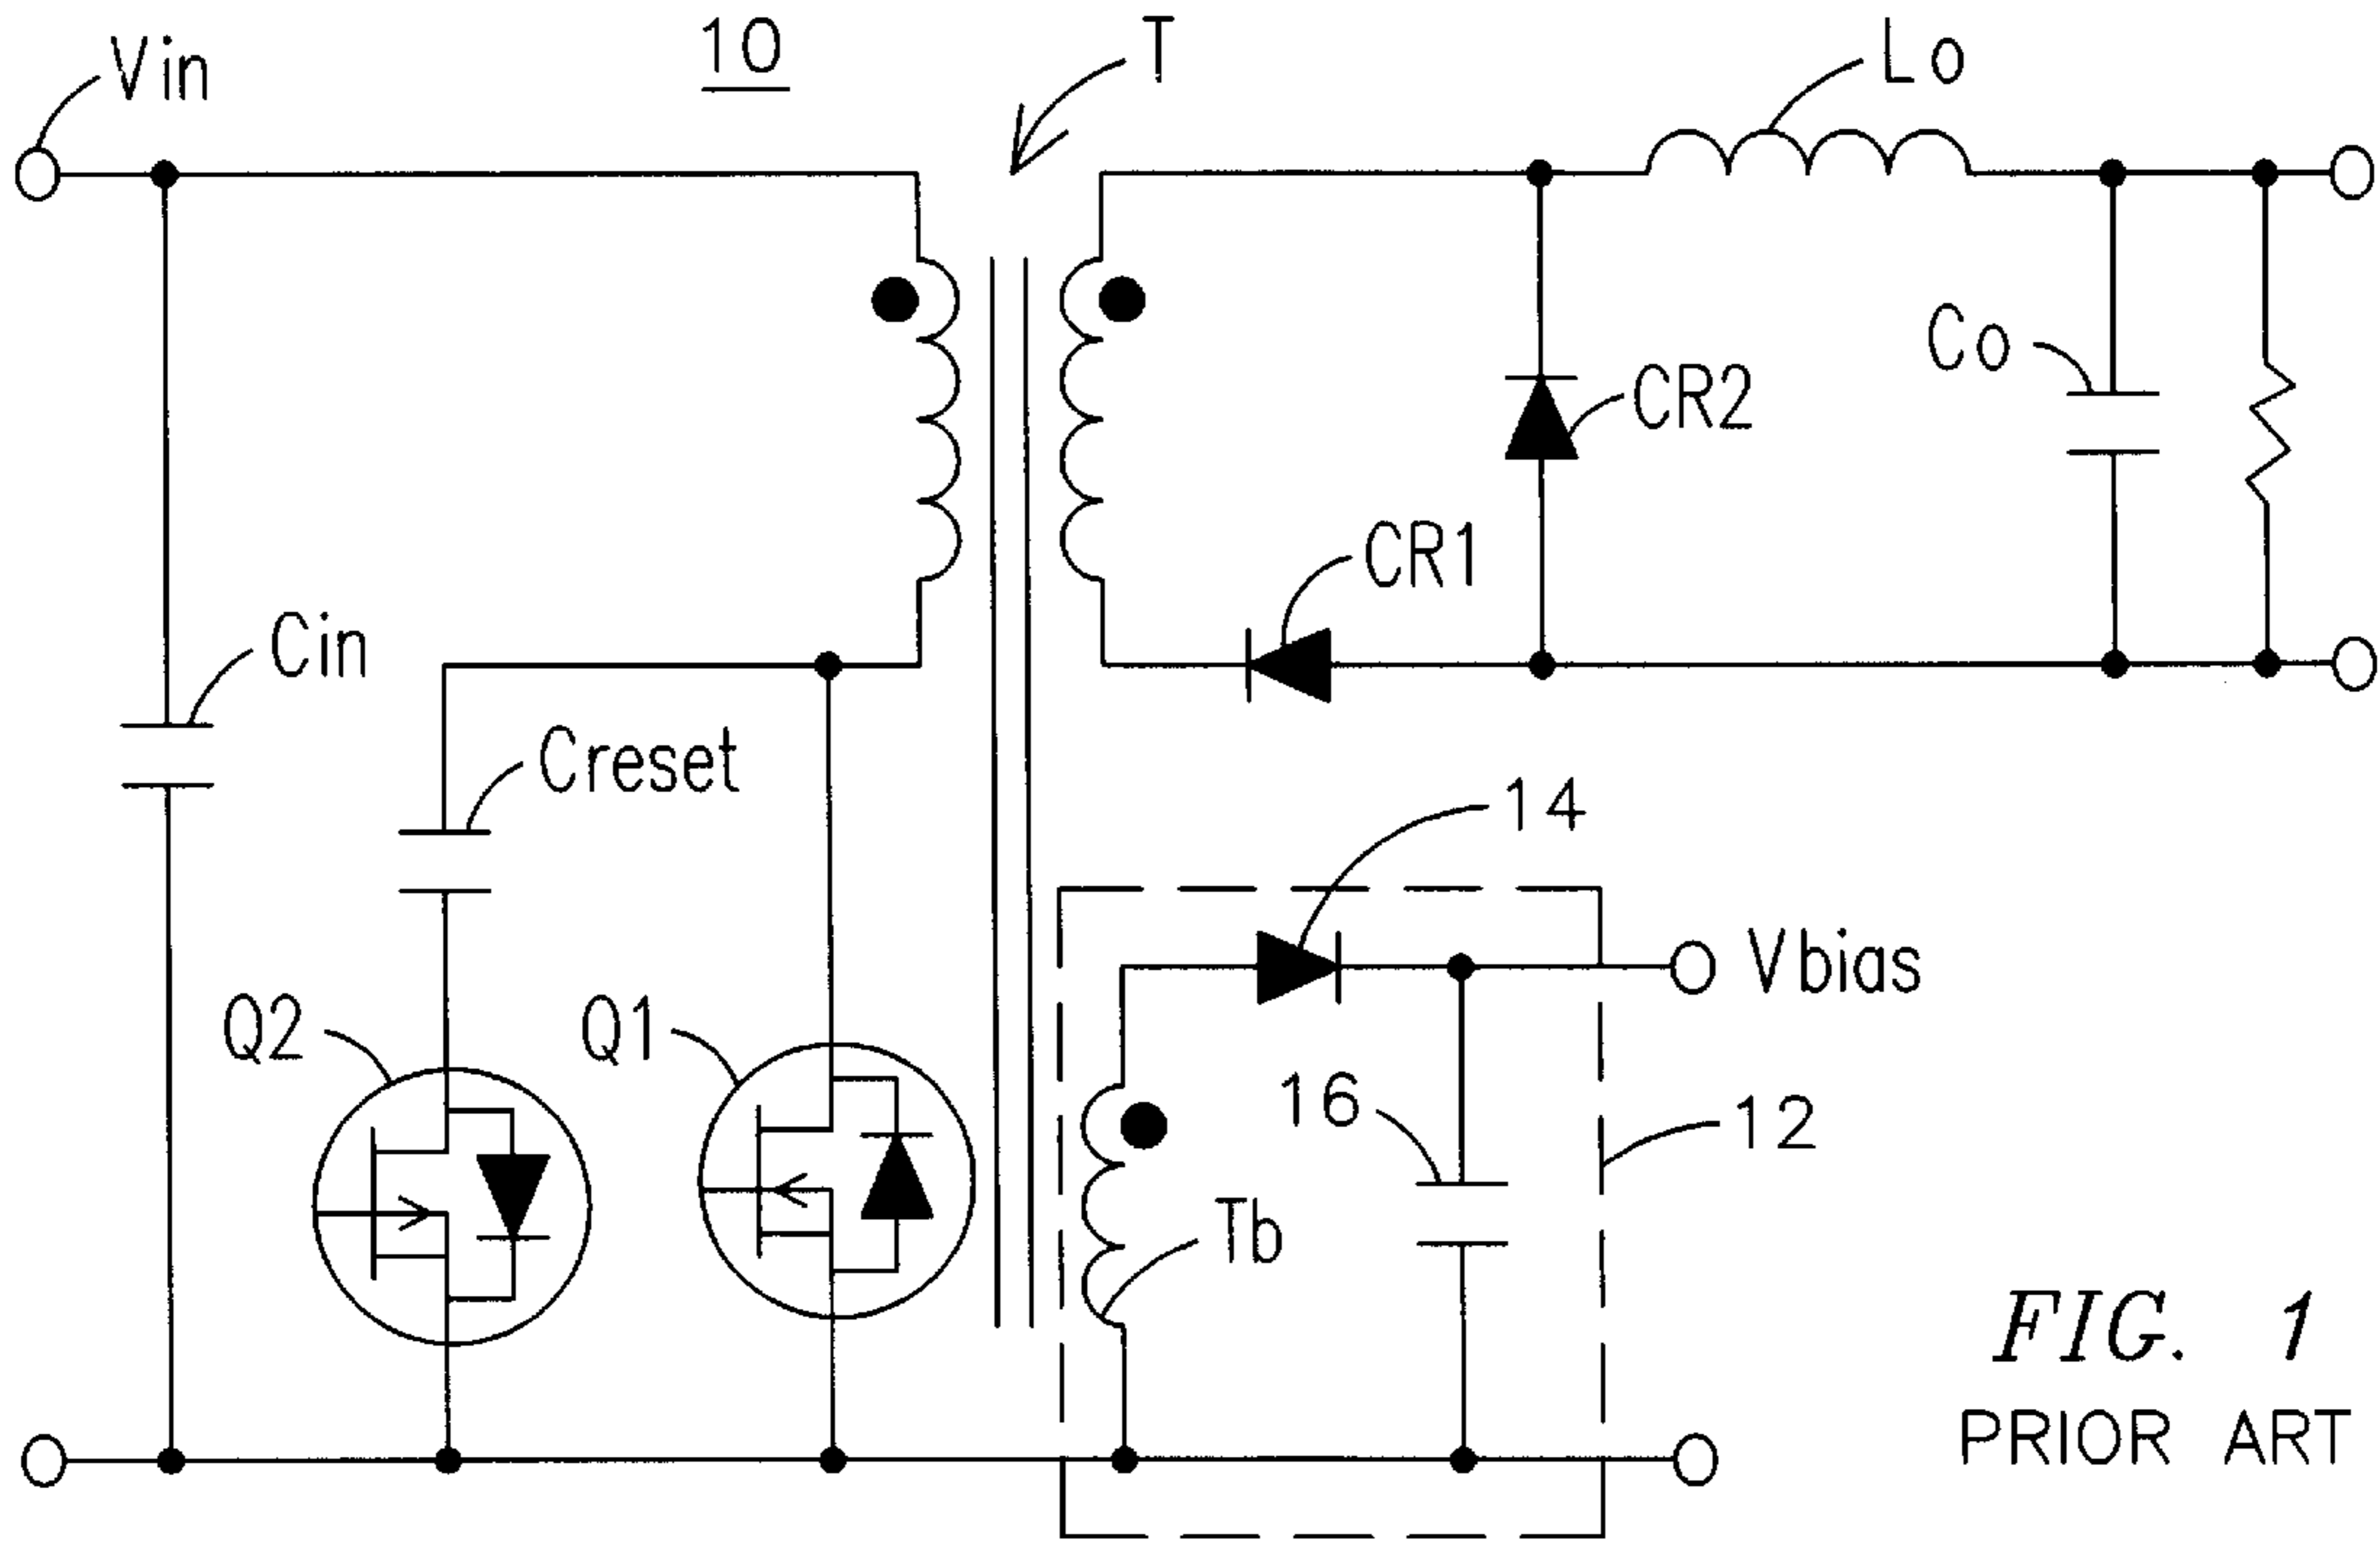 Vin
10
T
Lo
Co
CR2
CR1
Cin
Creset
14
Vbias
Q2
Q1
16
12
Tb
FIG. 1
PRIOR ART